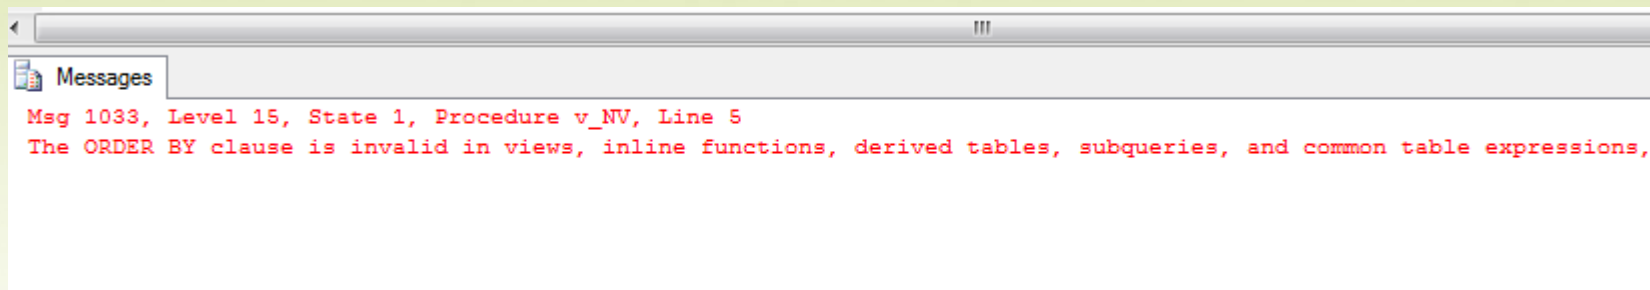 Messages
Msg 1033, Level 15, State 1, Procedure v_NV, Line 5
The ORDER BY clause is invalid in views, inline functions, derived tables, subqueries, and common table expressions,